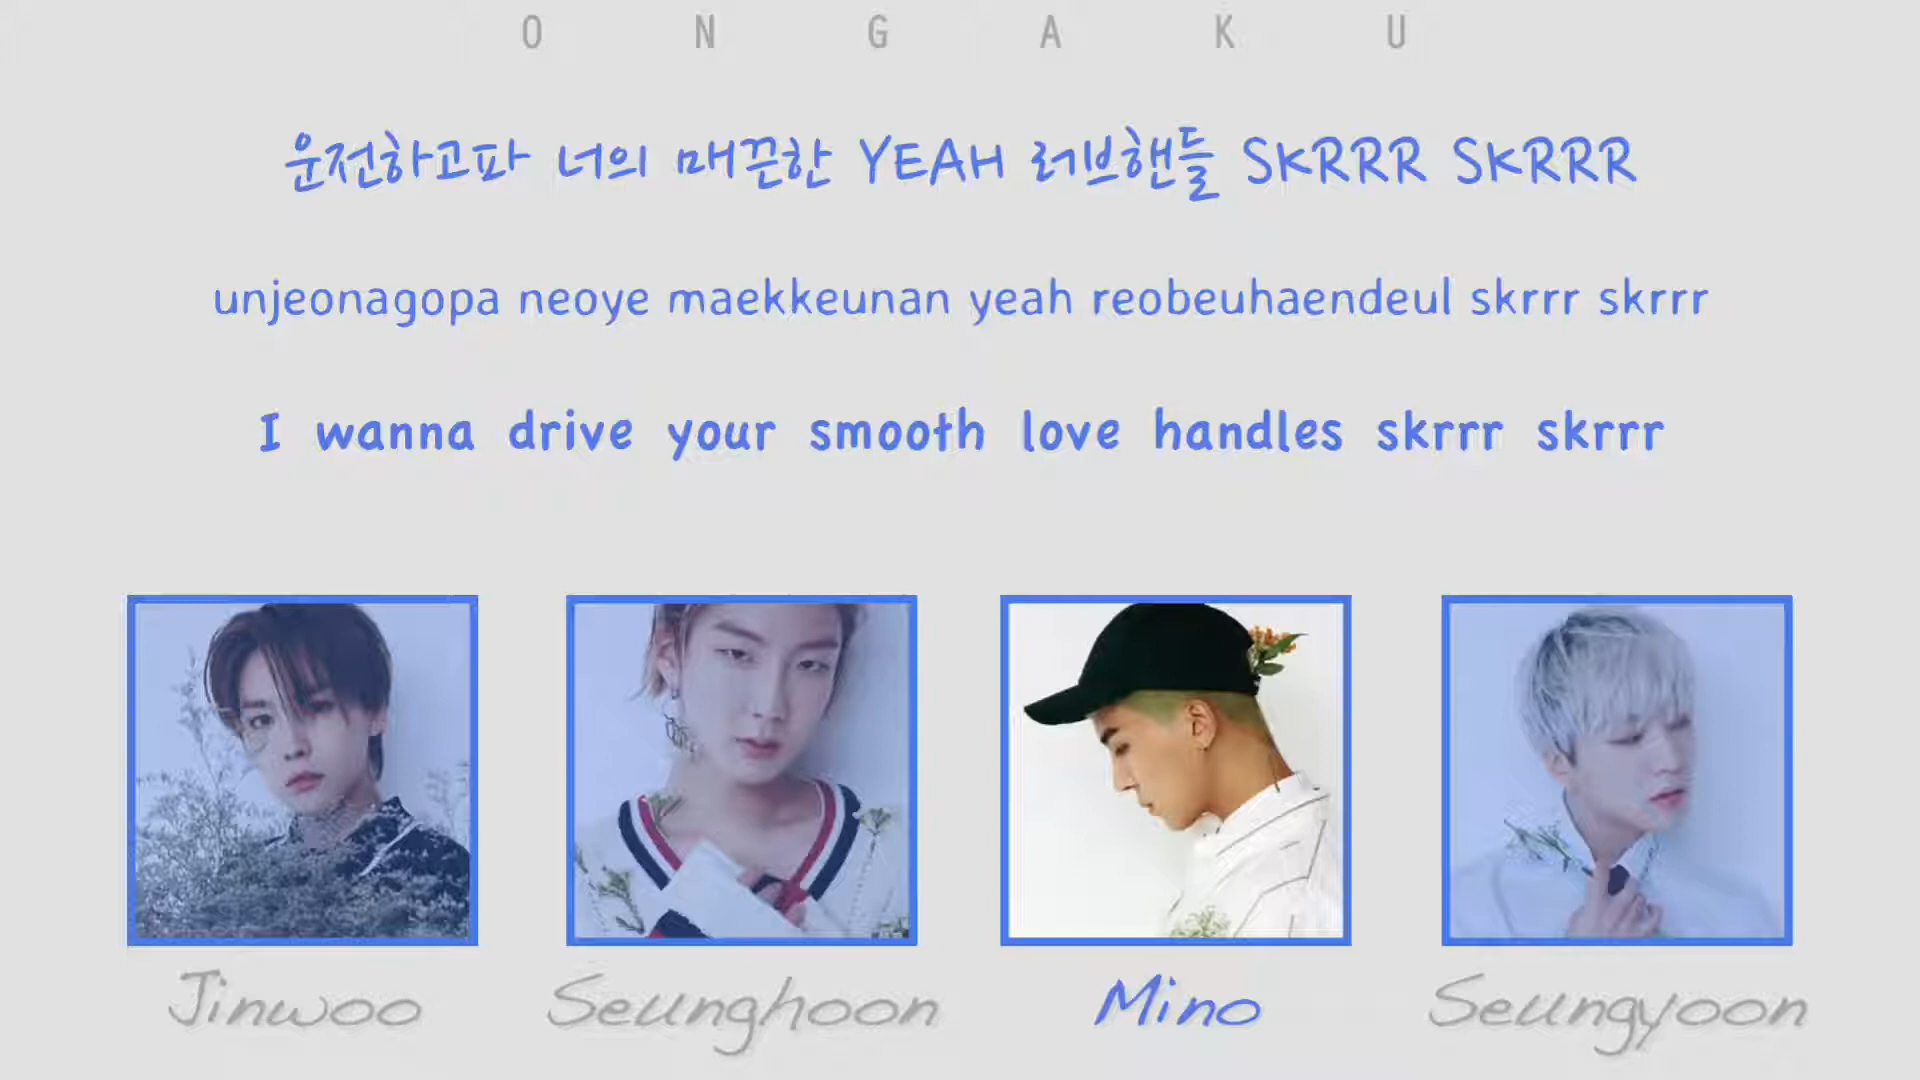 O N G A K U
운전하고파 너의 매끈한 YEAH 러브핸들 SKRRR SKRRR
unjeonagopa neoye maekkeunan yeah reobeuhaendeul skrrr skrrr
I wanna drive your smooth love handles skrrr skrrr
Jinwoo Seunghoon Mino Seungyoon